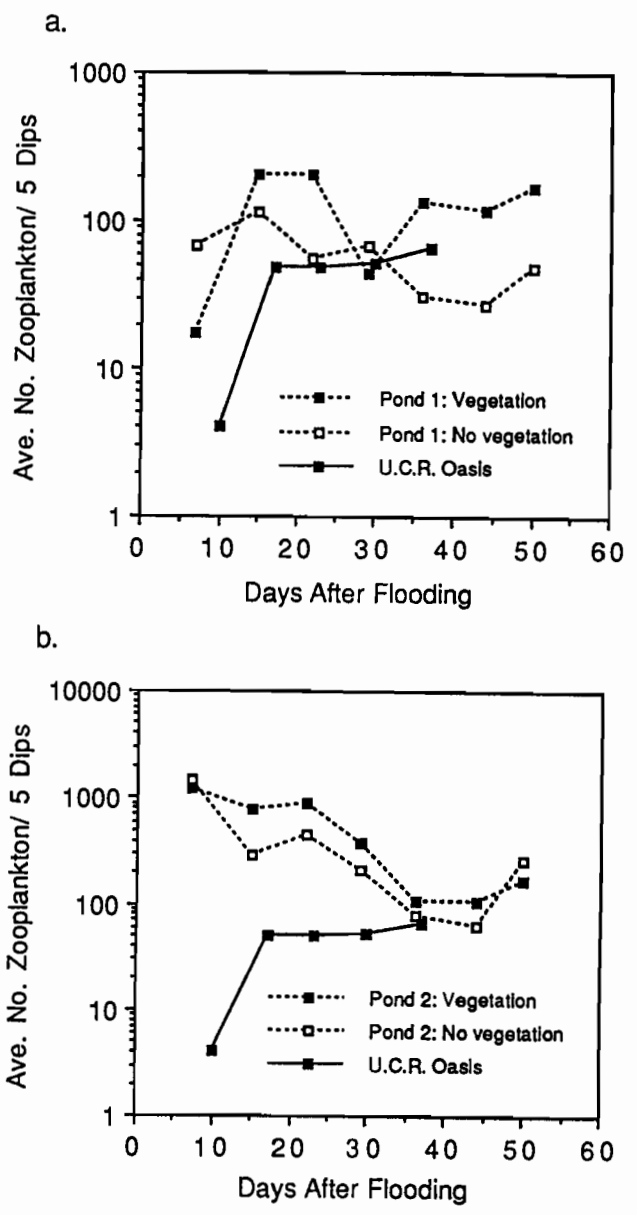 a.
Ave. No. Zooplankton/ 5 Dips
1000
100
10
1
Pond 1: Vegetation
Pond 1: No vegetation
U.C.R. Oasis
0 10 20 30 40 50 60
Days After Flooding
b.
Ave. No. Zooplankton/ 5 Dips
10000
1000
100
10
1
Pond 2: Vegetation
Pond 2: No vegetation
U.C.R. Oasis
0 10 20 30 40 50 60
Days After Flooding